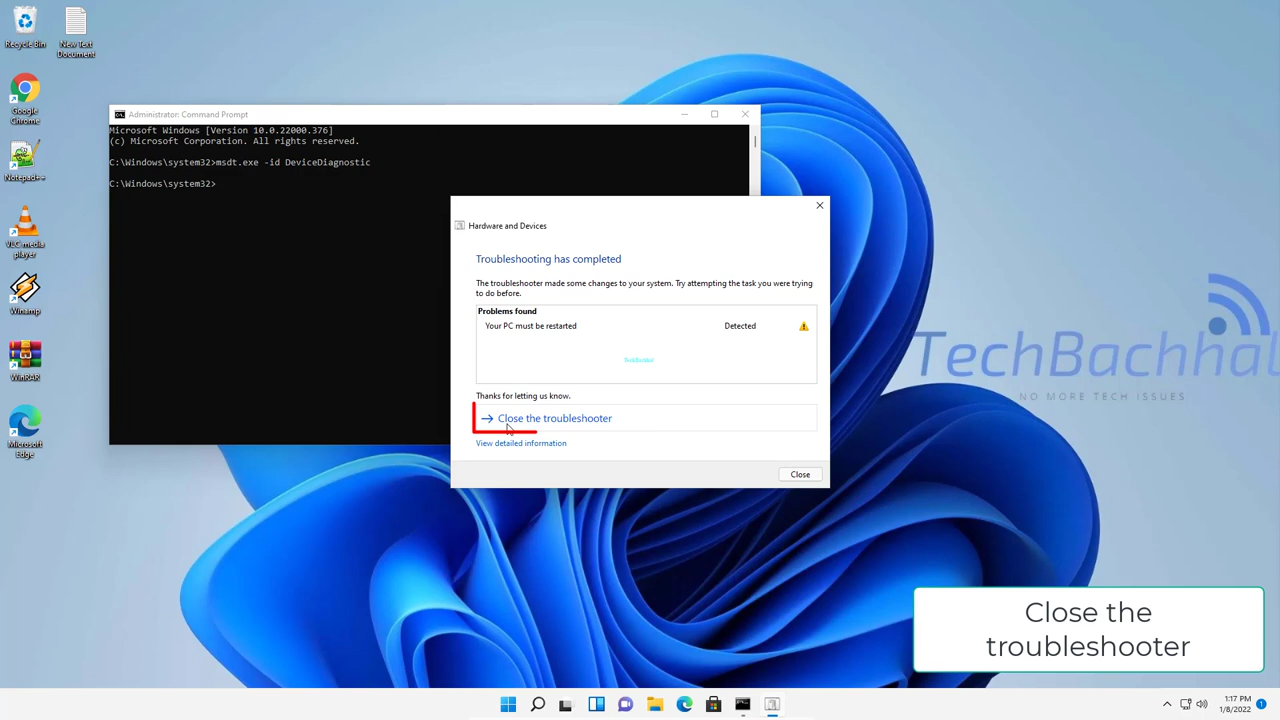 Recycle Bin
New Text
Document
Google
Chrome
Notepad++
VLC media
player
Winamp
WinRAR
Microsoft
Edge
Administrator: Command Prompt
Microsoft Windows [Version 10.0.22000.376]
(c) Microsoft Corporation. All rights reserved.
C:\Windows\system32>msdt.exe -id DeviceDiagnostic
C:\Windows\system32>
Hardware and Devices
Troubleshooting has completed
The troubleshooter made some changes to your system. Try attempting the task you were trying
to do before.
Problems found
Your PC must be restarted Detected
TechBachhal
Thanks for letting us know.
Close the troubleshooter
View detailed information
Close
TechBachhal
NO MORE TECH ISSUES
Close the
troubleshooter
1:17 PM
1/8/2022
1